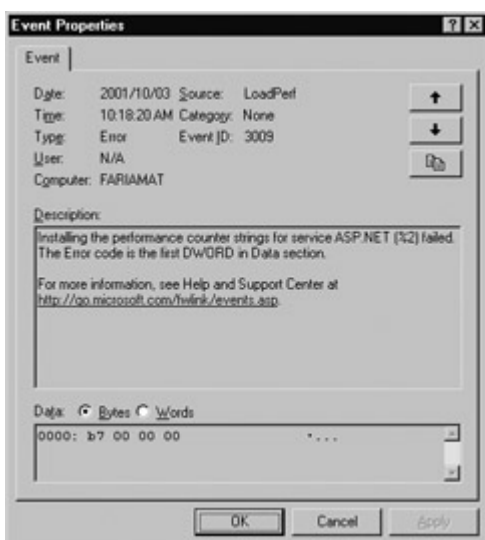 Event Properties
Event
Date: 2001/10/03 Source: LoadPerf
Time: 10:18:20 AM Category: None
Type: Error Event ID: 3009
User: N/A
Computer: FARIAMAT
Description:
Installing the performance counter strings for service ASP.NET (%2) failed.
The Error code is the first DWORD in Data section.
For more information, see Help and Support Center at
http://go.microsoft.com/fwlink/events.asp.
Data: Bytes Words
0000: b7 00 00 00 ·...
OK Cancel Apply